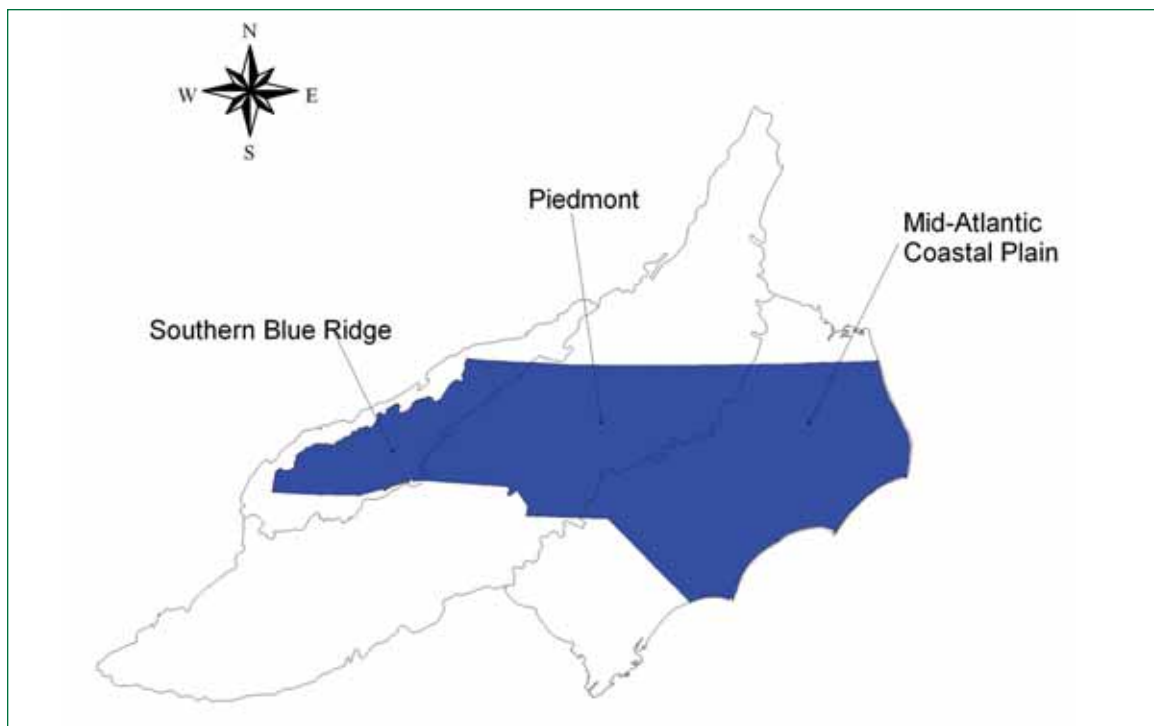 N
W E
S
Piedmont
Mid-Atlantic
Coastal Plain
Southern Blue Ridge